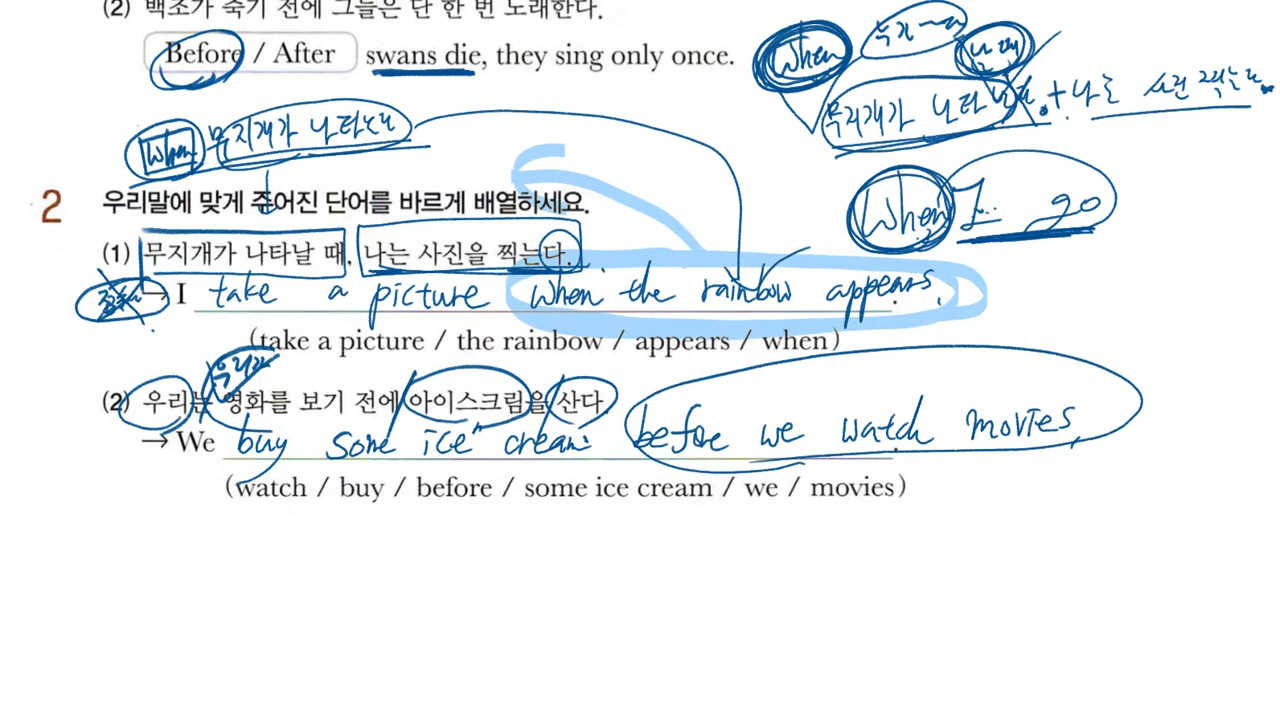 (2) 백조가 죽기 전에 그들은 단 한 번 노래한다.
Before / After swans die, they sing only once.
When 누가 ~
무지개가 나타 + 나는 사진 찍는다.
when 무지개가 나타난다
When I go
2 우리말에 맞게 주어진 단어를 바르게 배열하세요.
(1) 무지개가 나타날 때, 나는 사진을 찍는다.
→ I take a picture when the rainbow appears.
(take a picture / the rainbow / appears / when)
우리가
(2) 우리는 영화를 보기 전에 아이스크림을 산다.
→ We buy some ice cream before we watch movies.
(watch / buy / before / some ice cream / we / movies)